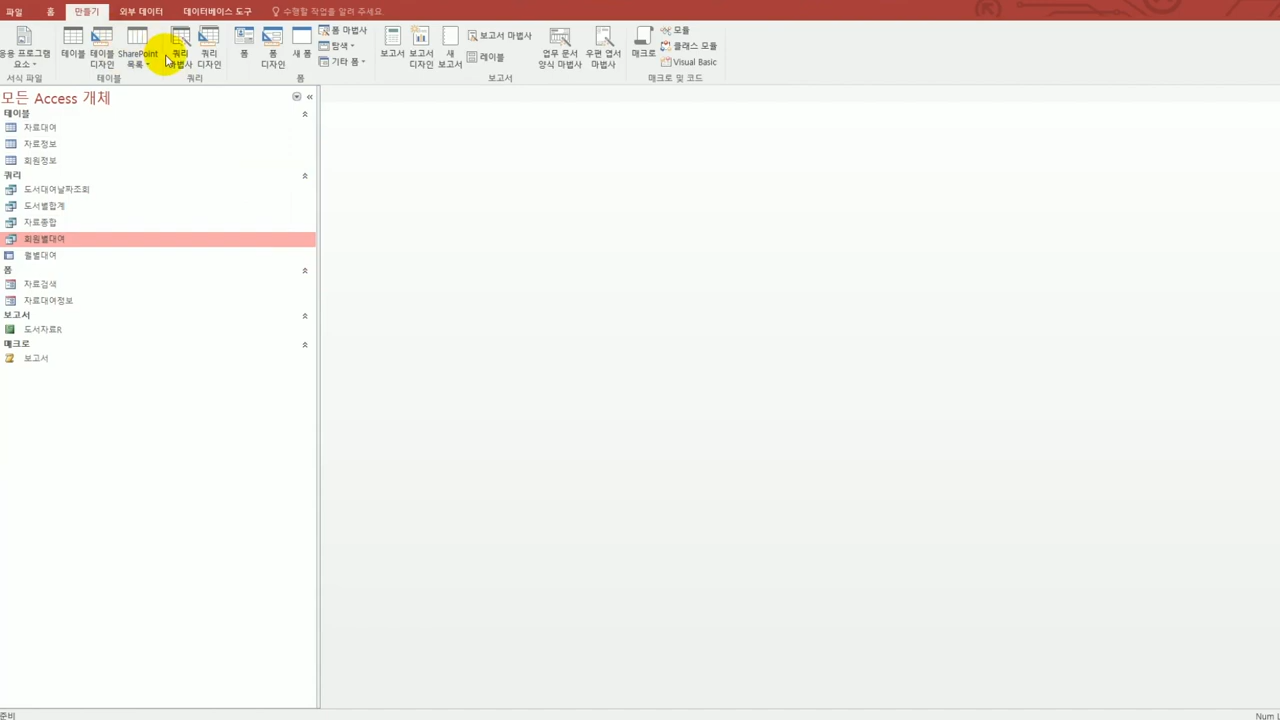 파일 홈 만들기 외부 데이터 데이터베이스 도구 수행할 작업을 알려 주세요.
응용 프로그램 요소
테이블
테이블 디자인
SharePoint 목록
쿼리 마법사
쿼리 디자인
폼
폼 디자인
새 폼
폼 마법사
탐색
기타 폼
보고서
보고서 디자인
새 보고서
보고서 마법사
레이블
업무 문서 양식 마법사
우편 엽서 마법사
매크로
모듈
클래스 모듈
Visual Basic
서식 파일 테이블 쿼리 폼 보고서 매크로 및 코드
모든 Access 개체
테이블
자료대여
자료정보
회원정보
쿼리
도서대여날짜조회
도서별합계
자료종합
회원별대여
월별대여
폼
자료검색
자료대여정보
보고서
도서자료R
매크로
보고서
준비 Num L